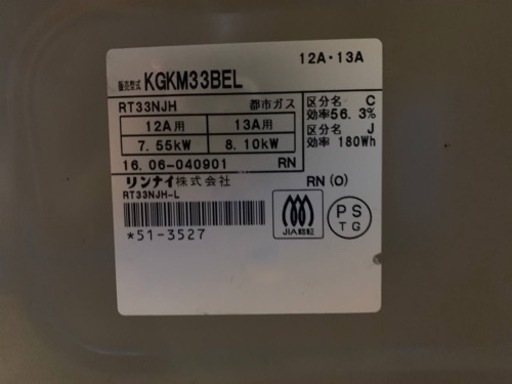 12A・13A
販売型式 KGKM33BEL
RT33NJH 都市ガス
12A用 13A用
7.55kW 8.10kW
区分名 C
効率56.3%
区分名 J
効率 180Wh
16.06-040901 RN
リンナイ株式会社
RN(O)
RT33NJH-L
*51-3527
JIA認証
PS
TG